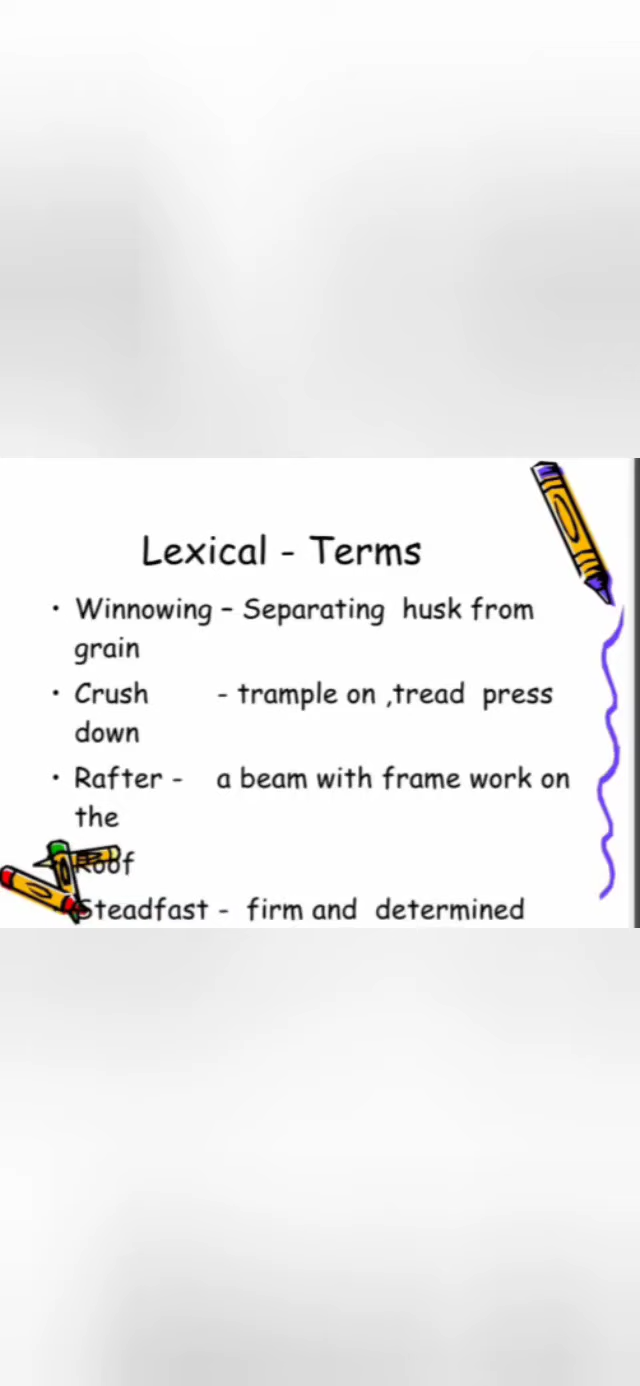 Lexical - Terms
• Winnowing – Separating husk from
grain
• Crush - trample on ,tread press
down
• Rafter - a beam with frame work on
the
Roof
Steadfast - firm and determined